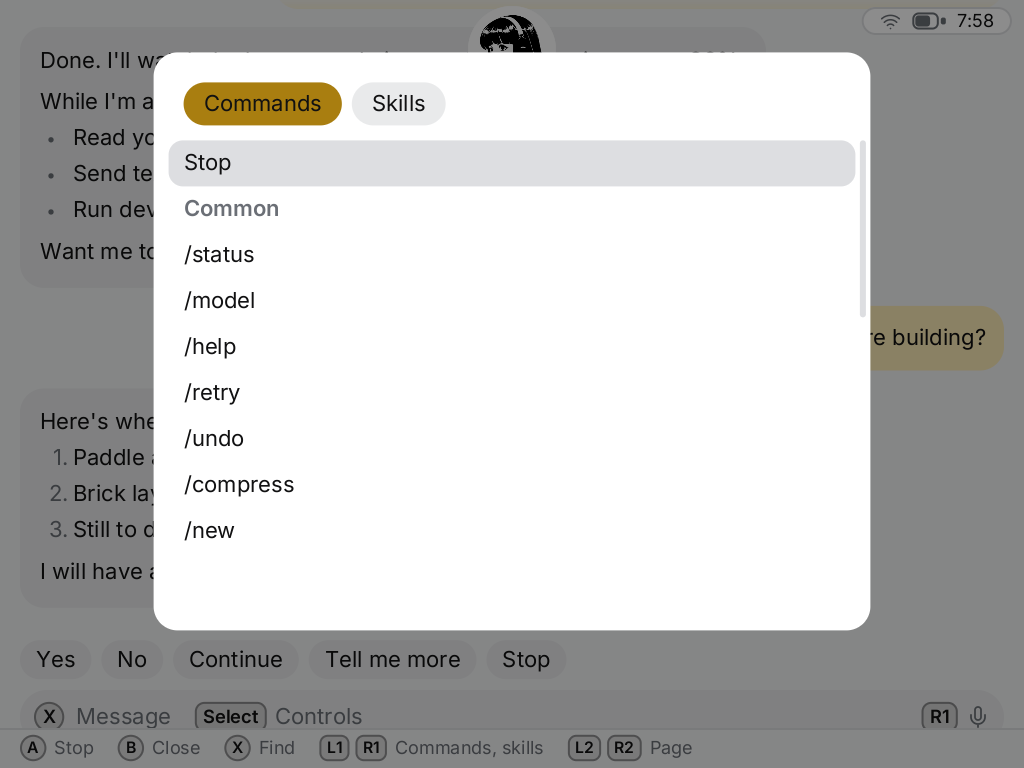 7:58
Done. I'll
While I'm a
• Read yo
• Send te
• Run dev
Want me to
Commands
Skills
Stop
Common
/status
/model
/help
/retry
/undo
/compress
/new
re building?
Here's whe
1. Paddle
2. Brick lay
3. Still to d
I will have
Yes
No
Continue
Tell me more
Stop
X Message
Select Controls
R1
A Stop
B Close
X Find
L1 R1 Commands, skills
L2 R2 Page